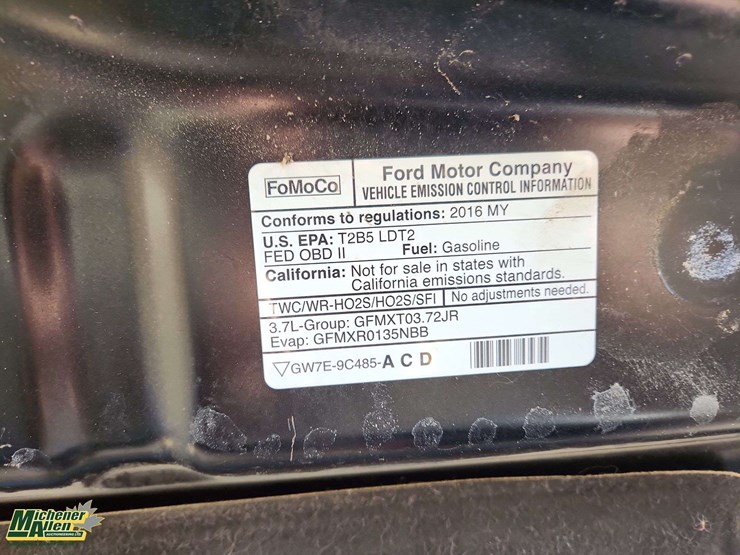 FoMoCo
Ford Motor Company
VEHICLE EMISSION CONTROL INFORMATION
Conforms to regulations: 2016 MY
U.S. EPA: T2B5 LDT2
FED OBD II Fuel: Gasoline
California: Not for sale in states with
California emissions standards.
TWC/WR-HO2S/HO2S/SFI No adjustments needed.
3.7L-Group: GFMXT03.72JR
Evap: GFMXR0135NBB
GW7E-9C485-A C D
Michener
Allen
AUCTIONEERING LTD.